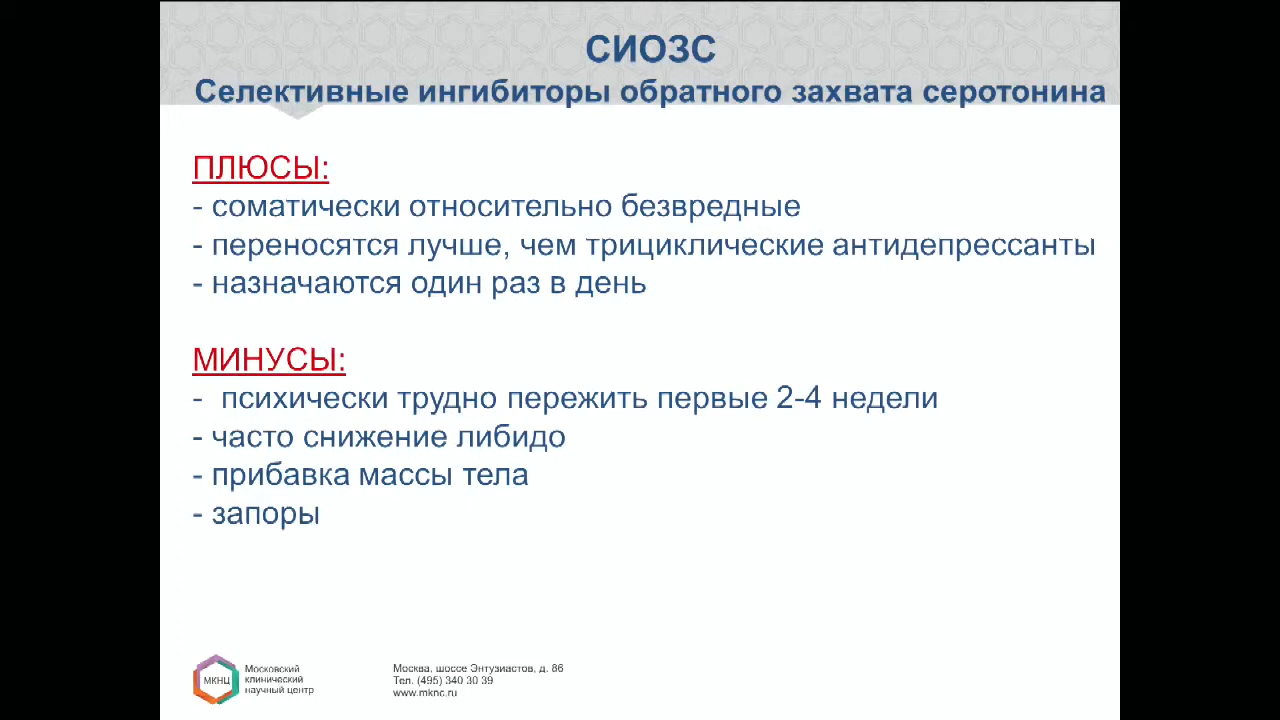 СИОЗС
Селективные ингибиторы обратного захвата серотонина
ПЛЮСЫ:
- соматически относительно безвредные
- переносятся лучше, чем трициклические антидепрессанты
- назначаются один раз в день
МИНУСЫ:
- психически трудно пережить первые 2-4 недели
- часто снижение либидо
- прибавка массы тела
- запоры
МКНЦ
Московский
клинический
научный центр
Москва, шоссе Энтузиастов, д. 86
Тел. (495) 340 30 39
www.mknc.ru